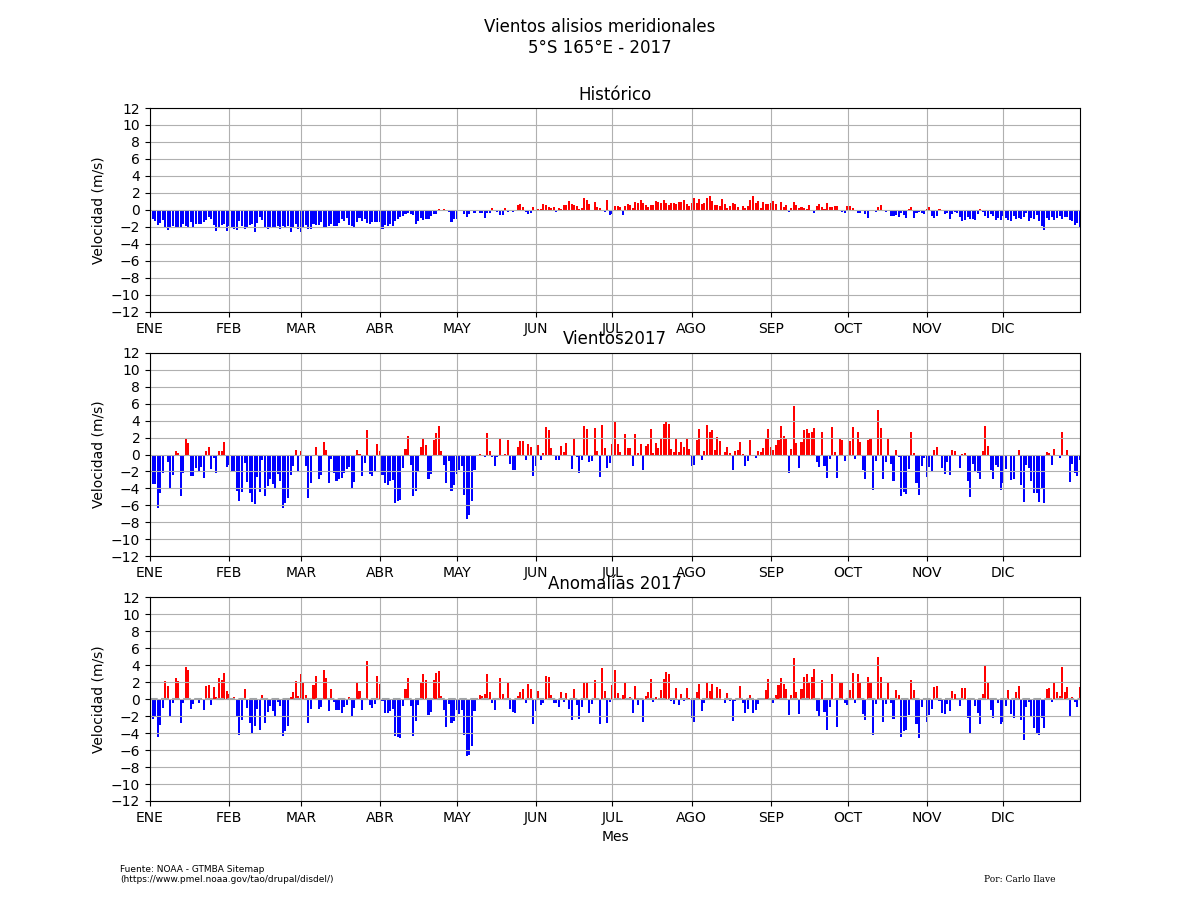 Vientos alisios meridionales
5°S 165°E - 2017
Histórico
12
10
8
6
4
2
0
−2
−4
−6
−8
−10
−12
Velocidad (m/s)
ENE FEB MAR ABR MAY JUN JUL AGO SEP OCT NOV DIC
Vientos2017
12
10
8
6
4
2
0
−2
−4
−6
−8
−10
−12
Velocidad (m/s)
ENE FEB MAR ABR MAY JUN JUL AGO SEP OCT NOV DIC
Anomalías 2017
12
10
8
6
4
2
0
−2
−4
−6
−8
−10
−12
Velocidad (m/s)
ENE FEB MAR ABR MAY JUN JUL AGO SEP OCT NOV DIC
Mes
Fuente: NOAA - GTMBA Sitemap
(https://www.pmel.noaa.gov/tao/drupal/disdel/)
Por: Carlo Ilave